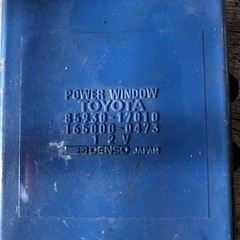 POWER WINDOW
TOYOTA
85930-17010
165000-0473
12V
DENSO JAPAN